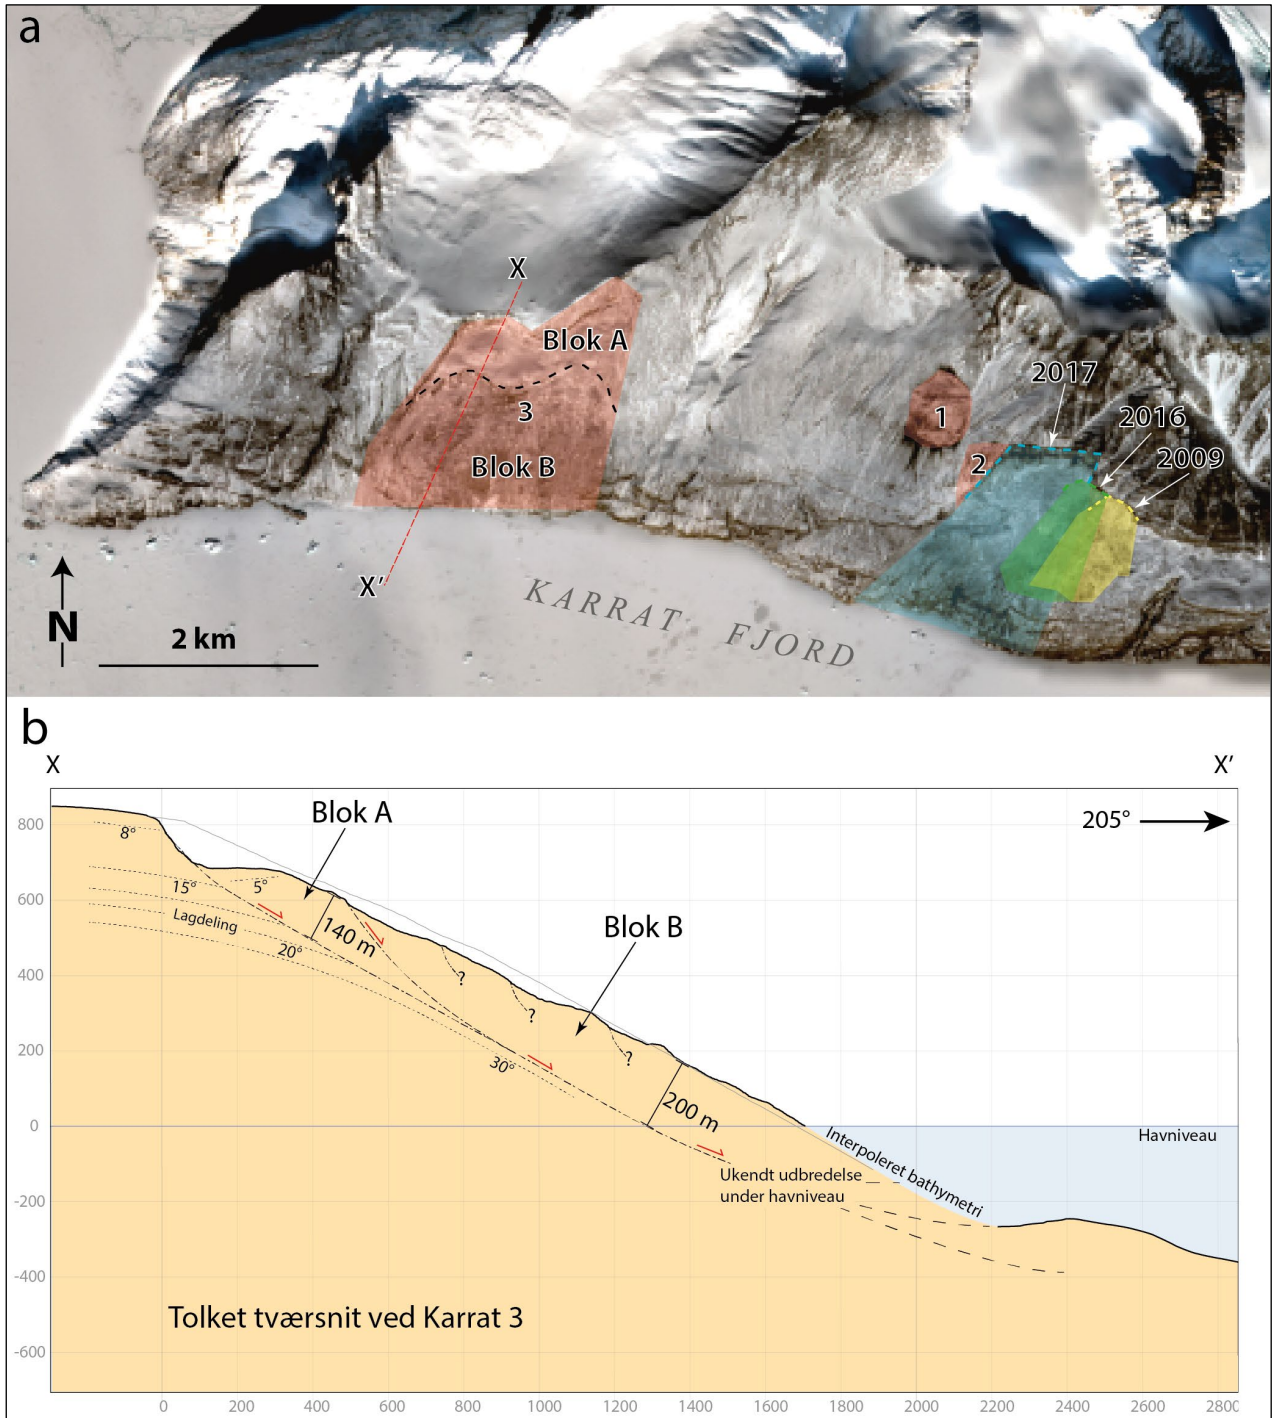 a
X
Blok A
3
Blok B
X'
1
2
2017
2016
2009
N
2 km
KARRAT FJORD
b
X
X'
205°
Blok A
8°
15°
5°
Lagdeling
20°
140 m
Blok B
?
?
?
30°
200 m
Havniveau
Interpoleret bathymetri
Ukendt udbredelse
under havniveau
Tolket tværsnit ved Karrat 3
800
600
400
200
0
-200
-400
-600
0
200
400
600
800
1000
1200
1400
1600
1800
2000
2200
2400
2600
2800